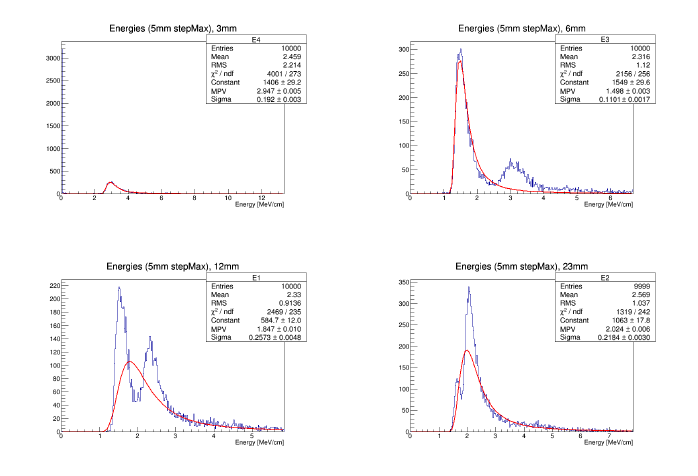 Energies (5mm stepMax), 3mm
E4
Entries 10000
Mean 2.459
RMS 2.214
χ² / ndf 4001 / 273
Constant 1406 ± 29.2
MPV 2.947 ± 0.005
Sigma 0.192 ± 0.003
3000
2500
2000
1500
1000
500
0
0 2 4 6 8 10 12
Energy [MeV/cm]
Energies (5mm stepMax), 6mm
E3
Entries 10000
Mean 2.316
RMS 1.12
χ² / ndf 2156 / 256
Constant 1549 ± 29.6
MPV 1.498 ± 0.003
Sigma 0.1101 ± 0.0017
300
250
200
150
100
50
0
0 1 2 3 4 5 6
Energy [MeV/cm]
Energies (5mm stepMax), 12mm
E1
Entries 10000
Mean 2.33
RMS 0.9136
χ² / ndf 2469 / 235
Constant 584.7 ± 12.0
MPV 1.847 ± 0.010
Sigma 0.2573 ± 0.0048
220
200
180
160
140
120
100
80
60
40
20
0
0 1 2 3 4 5
Energy [MeV/cm]
Energies (5mm stepMax), 23mm
E2
Entries 9999
Mean 2.569
RMS 1.037
χ² / ndf 1319 / 242
Constant 1063 ± 17.8
MPV 2.024 ± 0.006
Sigma 0.2184 ± 0.0030
350
300
250
200
150
100
50
0
0 1 2 3 4 5 6 7
Energy [MeV/cm]